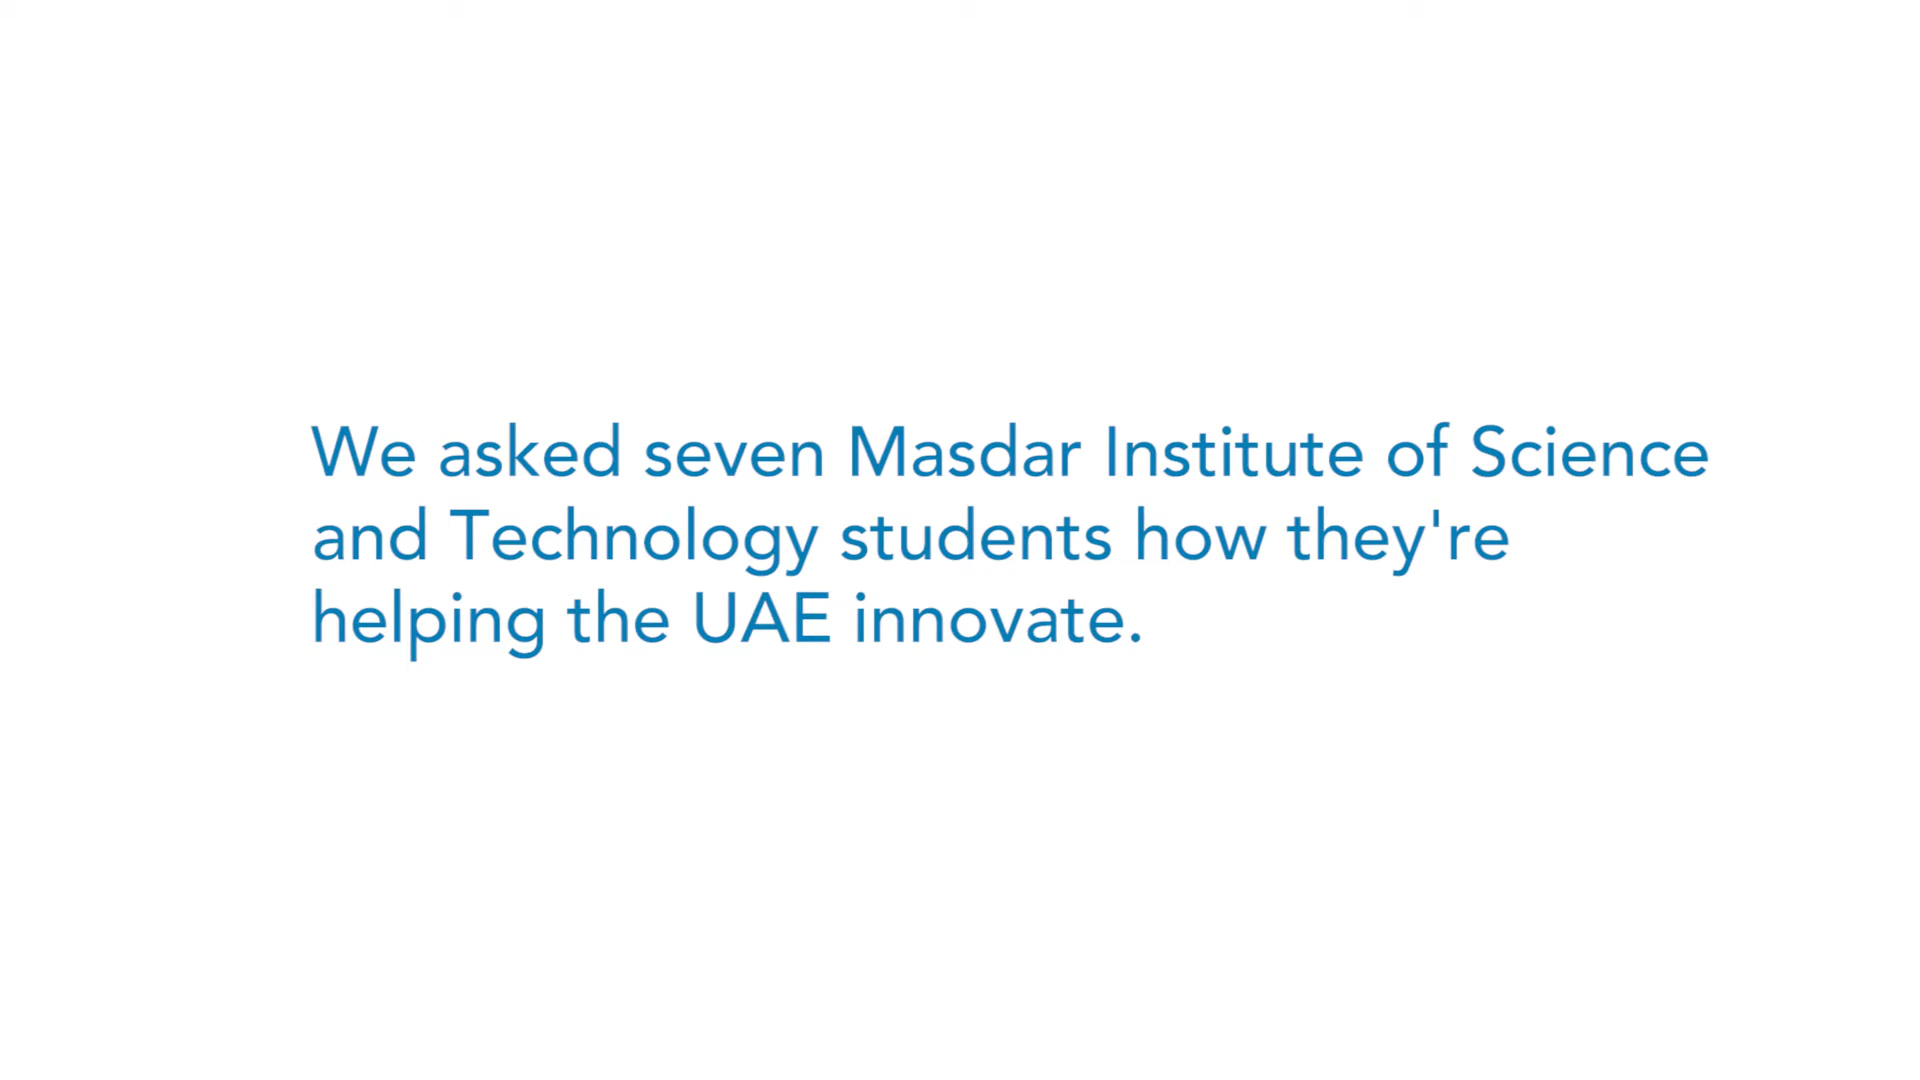 We asked seven Masdar Institute of Science
and Technology students how they're
helping the UAE innovate.